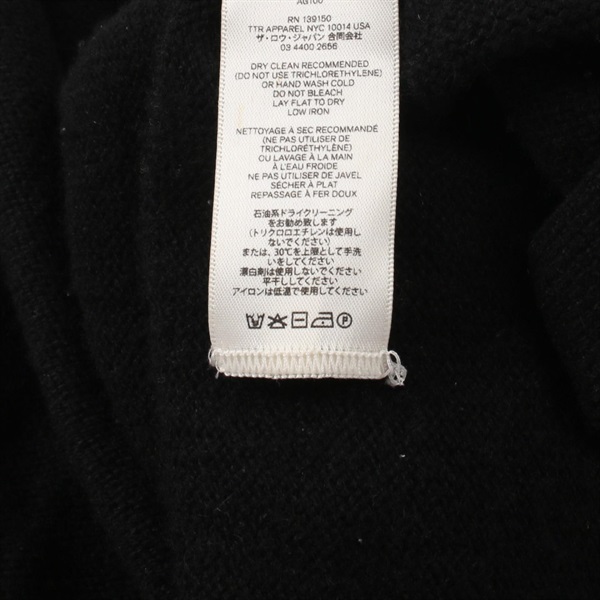 AG100
RN 139150
TTR APPAREL NYC 10014 USA
ザ・ロウ・ジャパン 合同会社
03 4400 2656
DRY CLEAN RECOMMENDED
(DO NOT USE TRICHLORETHYLENE)
OR HAND WASH COLD
DO NOT BLEACH
LAY FLAT TO DRY
LOW IRON
NETTOYAGE À SEC RECOMMANDÉ
(NE PAS UTILISER DE
TRICHLORÉTHYLÈNE)
OU LAVAGE À LA MAIN
À L'EAU FROIDE
NE PAS UTILISER DE JAVEL
SÉCHER À PLAT
REPASSAGE À FER DOUX
石油系ドライクリーニング
をお勧め致します
(トリクロロエチレンは使用し
ないでください)
または、30℃を上限として手洗
いをしてください
漂白剤は使用しないでください
平干ししてください
アイロンは低温で使用してください